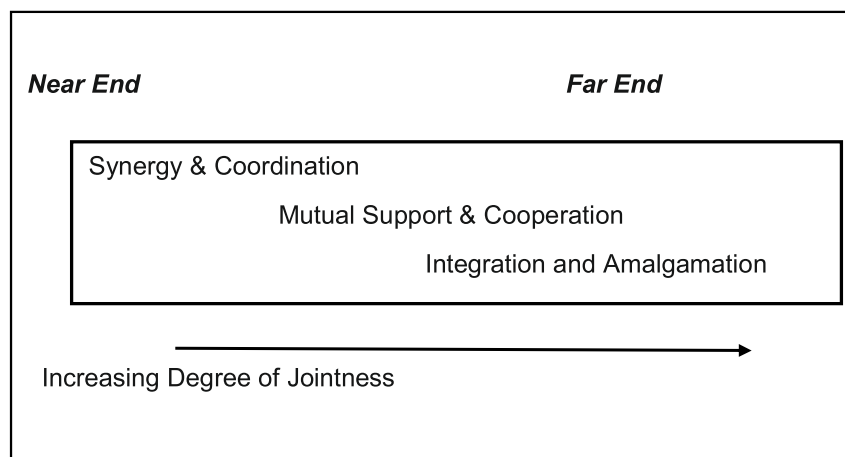 Near End
Far End
Synergy & Coordination
Mutual Support & Cooperation
Integration and Amalgamation
Increasing Degree of Jointness